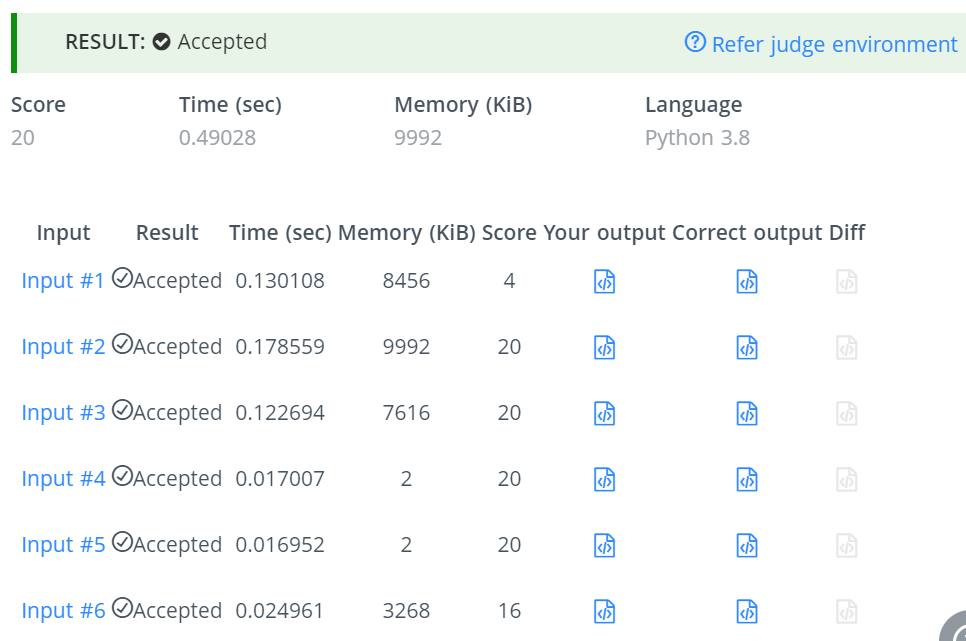 RESULT: Accepted Refer judge environment
Score Time (sec) Memory (KiB) Language
20 0.49028 9992 Python 3.8
Input Result Time (sec) Memory (KiB) Score Your output Correct output Diff
Input #1 Accepted 0.130108 8456 4
Input #2 Accepted 0.178559 9992 20
Input #3 Accepted 0.122694 7616 20
Input #4 Accepted 0.017007 2 20
Input #5 Accepted 0.016952 2 20
Input #6 Accepted 0.024961 3268 16